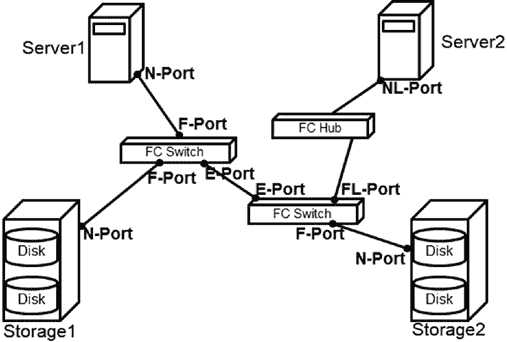 Server1
Server2
N-Port
NL-Port
F-Port
FC Hub
FC Switch
F-Port
E-Port
E-Port
FL-Port
FC Switch
F-Port
N-Port
N-Port
Disk
Disk
Disk
Disk
Storage1
Storage2